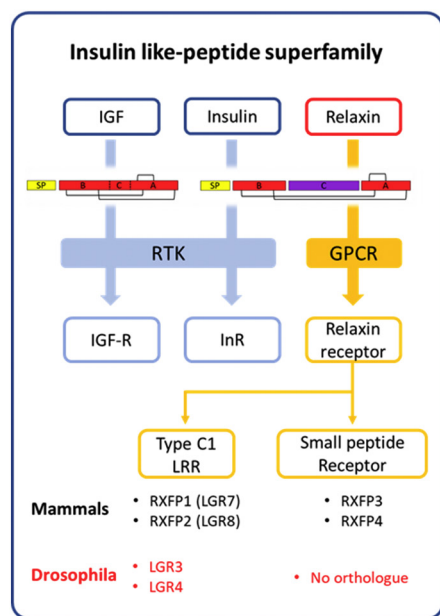 Insulin like-peptide superfamily
IGF
Insulin
Relaxin
SP
B
C
A
SP
B
C
A
RTK
GPCR
IGF-R
InR
Relaxin
receptor
Type C1
LRR
Small peptide
Receptor
Mammals
• RXFP1 (LGR7)
• RXFP2 (LGR8)
• RXFP3
• RXFP4
Drosophila
• LGR3
• LGR4
• No orthologue